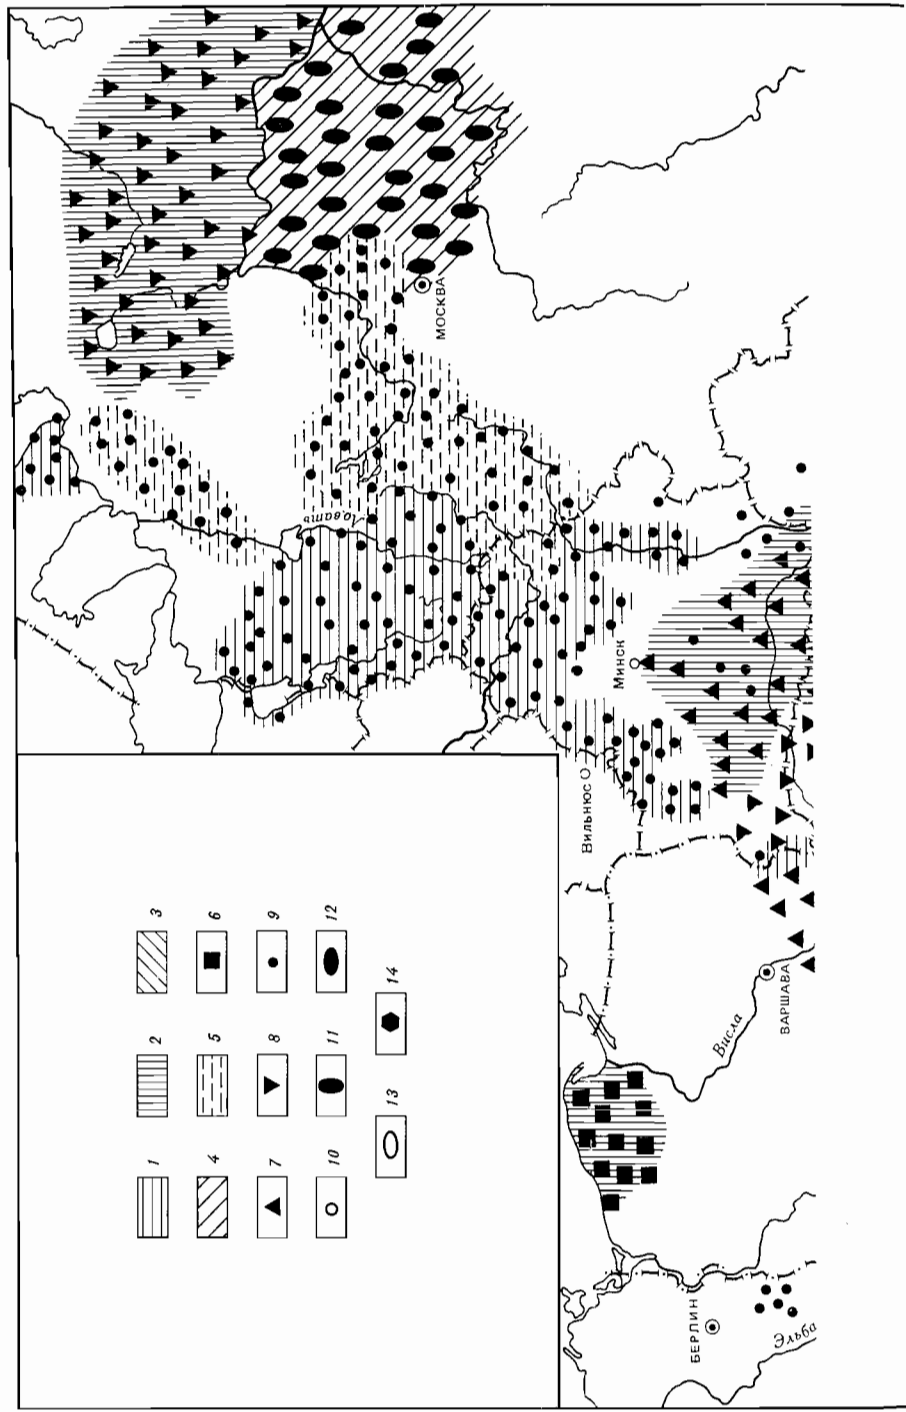 МОСКВА
Ловать
Минск
Вильнюс
ВАРШАВА
Висла
БЕРЛИН
Эльба
1 2 3
4 5 6
7 8 9
10 11 12
13 14